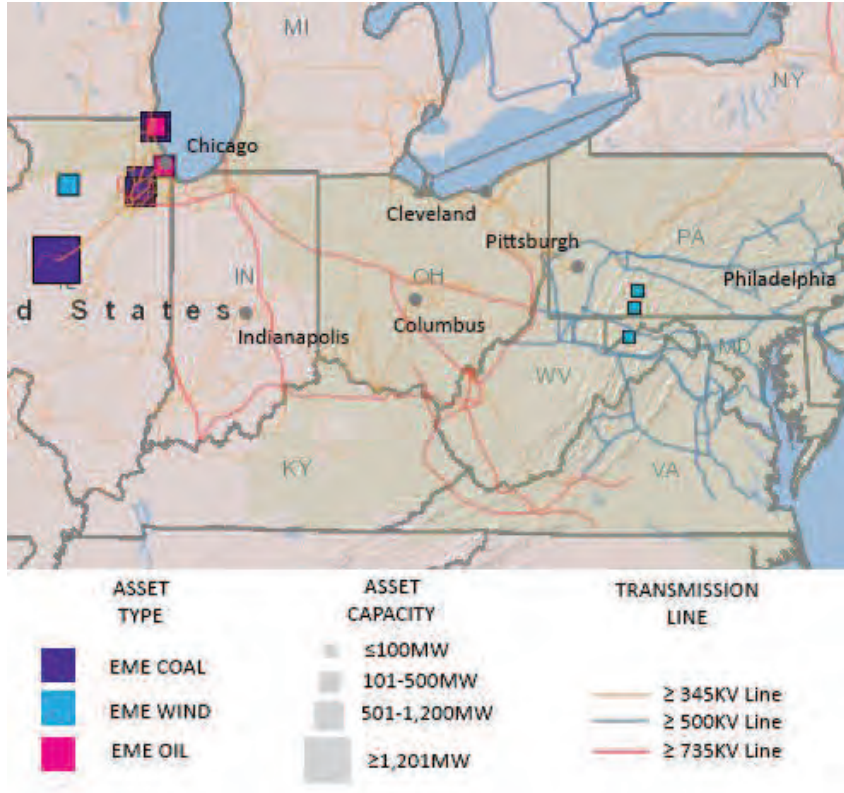 MI
NY
Chicago
Cleveland
Pittsburgh
PA
IN
OH
Philadelphia
IL
d States
Indianapolis
Columbus
MD
WV
KY
VA
ASSET
TYPE
EME COAL
EME WIND
EME OIL
ASSET
CAPACITY
≤100MW
101-500MW
501-1,200MW
≥1,201MW
TRANSMISSION
LINE
≥ 345KV Line
≥ 500KV Line
≥ 735KV Line